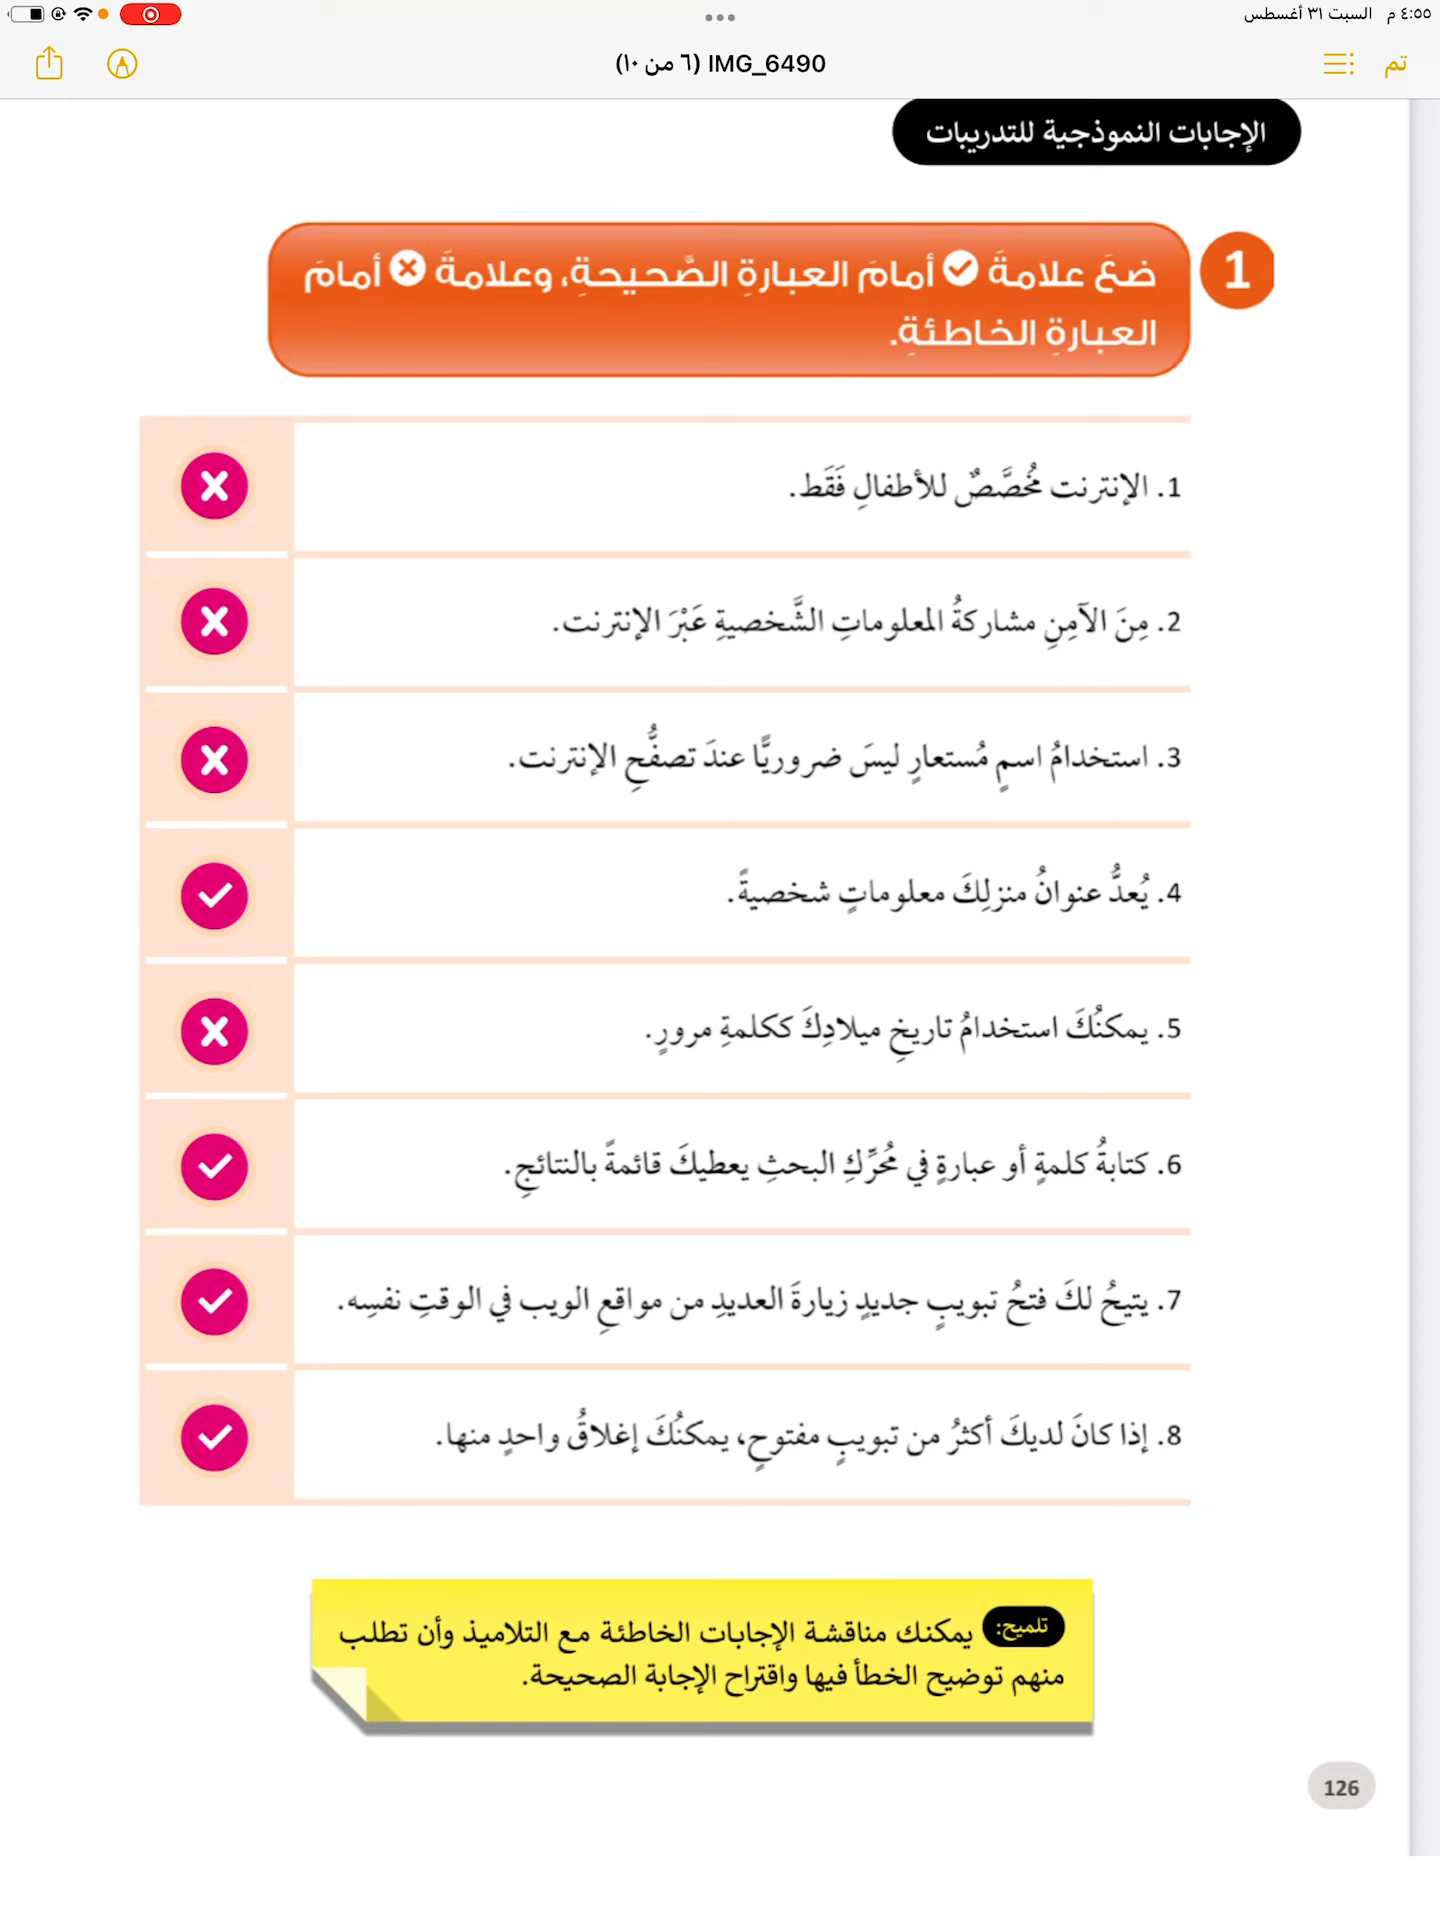 ٤:٥٥ م السبت ٣١ أغسطس
تم
IMG_6490 (٦ من ١٠)
الإجابات النموذجية للتدريبات
1
ضعَ علامةَ أمامَ العبارةِ الصَّحيحةِ، وعلامةَ أمامَ
العبارةِ الخاطئةِ.
1. الإنترنت مُخصَّصٌ للأطفالِ فَقَط.
2. مِنَ الآمِنِ مشاركةُ المعلوماتِ الشَّخصيةِ عَبْرَ الإنترنت.
3. استخدامُ اسمٍ مُستعارٍ ليسَ ضروريًّا عندَ تصفُّحِ الإنترنت.
4. يُعدُّ عنوانُ منزلِكَ معلوماتٍ شخصيةً.
5. يمكنُكَ استخدامُ تاريخِ ميلادِكَ ككلمةِ مرورٍ.
6. كتابةُ كلمةٍ أو عبارةٍ في مُحرِّكِ البحثِ يعطيكَ قائمةً بالنتائجِ.
7. يتيحُ لكَ فتحُ تبويبٍ جديدٍ زيارةَ العديدِ من مواقعِ الويب في الوقتِ نفسِه.
8. إذا كانَ لديكَ أكثرُ من تبويبٍ مفتوحٍ، يمكنُكَ إغلاقُ واحدٍ منها.
تلميح: يمكنك مناقشة الإجابات الخاطئة مع التلاميذ وأن تطلب
منهم توضيح الخطأ فيها واقتراح الإجابة الصحيحة.
126